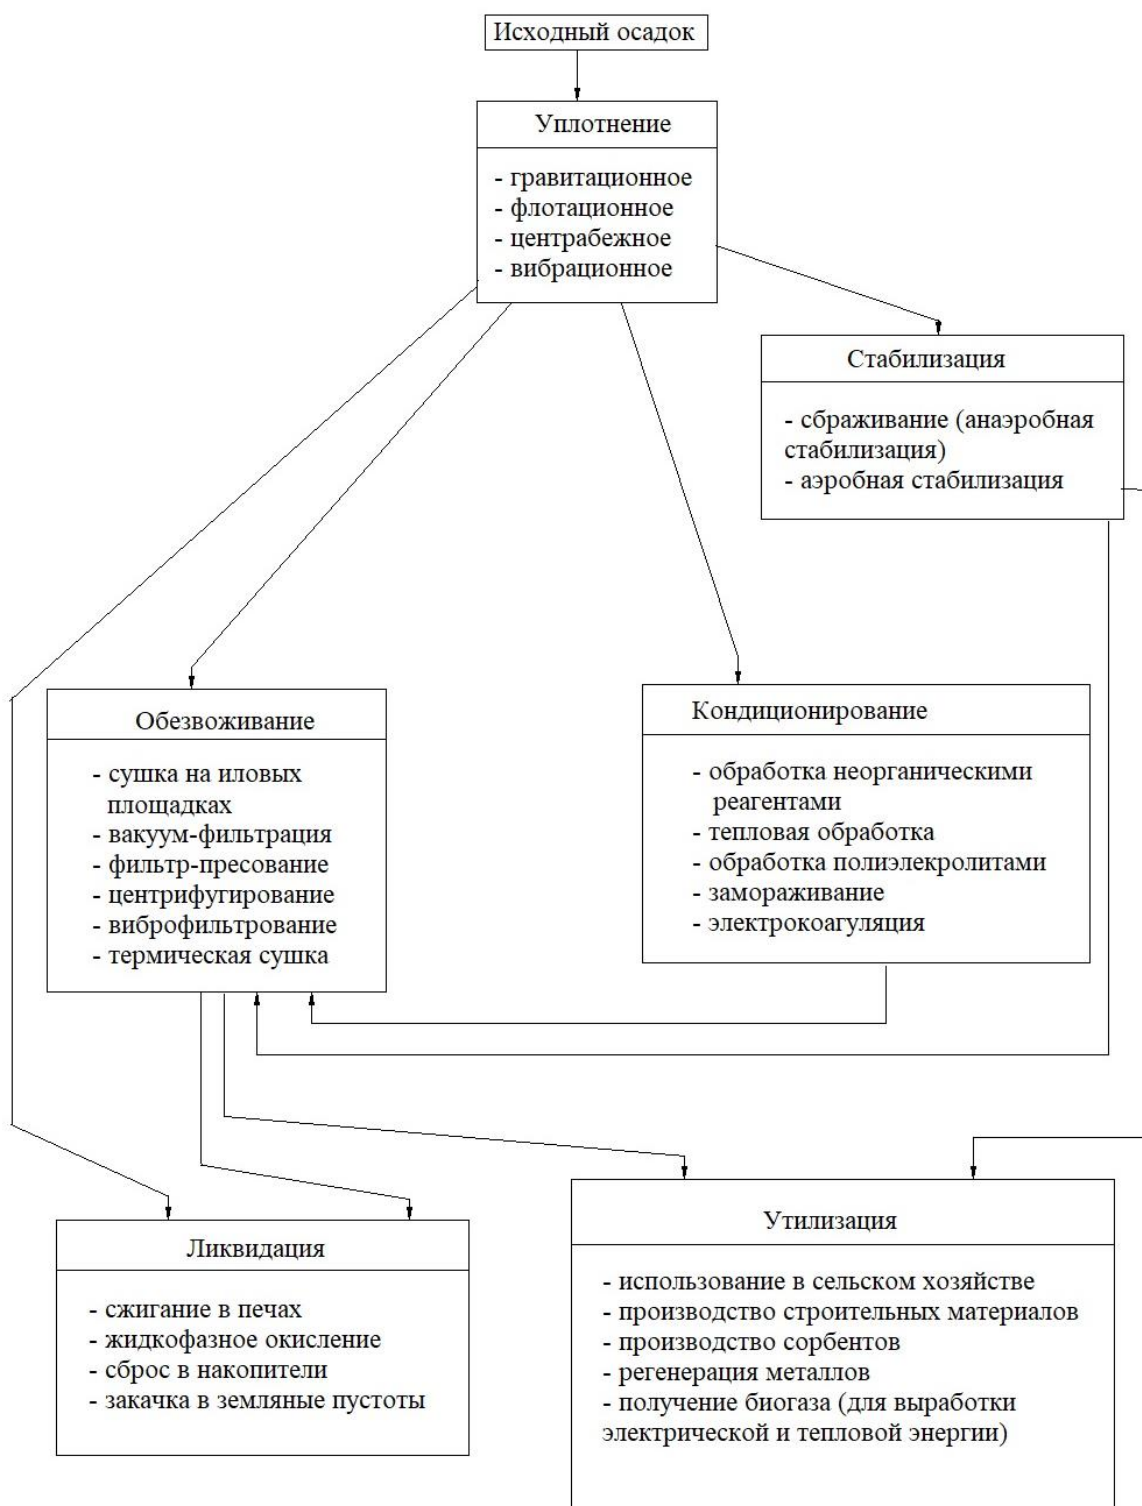 Исходный осадок
Уплотнение
- гравитационное
- флотационное
- центрабежное
- вибрационное
Стабилизация
- сбраживание (анаэробная
стабилизация)
- аэробная стабилизация
Обезвоживание
- сушка на иловых
площадках
- вакуум-фильтрация
- фильтр-пресование
- центрифугирование
- виброфильтрование
- термическая сушка
Кондиционирование
- обработка неорганическими
реагентами
- тепловая обработка
- обработка полиэлекролитами
- замораживание
- электрокоагуляция
Ликвидация
- сжигание в печах
- жидкофазное окисление
- сброс в накопители
- закачка в земляные пустоты
Утилизация
- использование в сельском хозяйстве
- производство строительных материалов
- производство сорбентов
- регенерация металлов
- получение биогаза (для выработки
электрической и тепловой энергии)